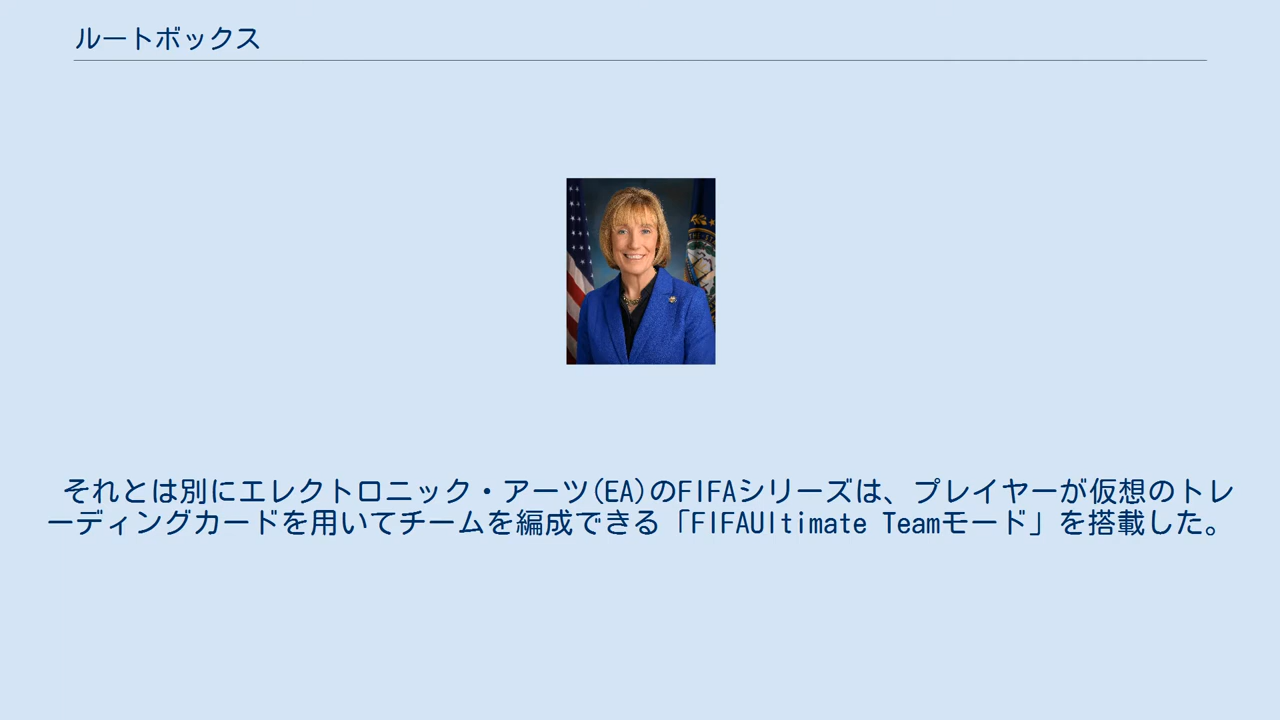 ルートボックス
それとは別にエレクトロニック・アーツ(EA)のFIFAシリーズは、プレイヤーが仮想のトレ
ーディングカードを用いてチームを編成できる「FIFAUltimate Teamモード」を搭載した。